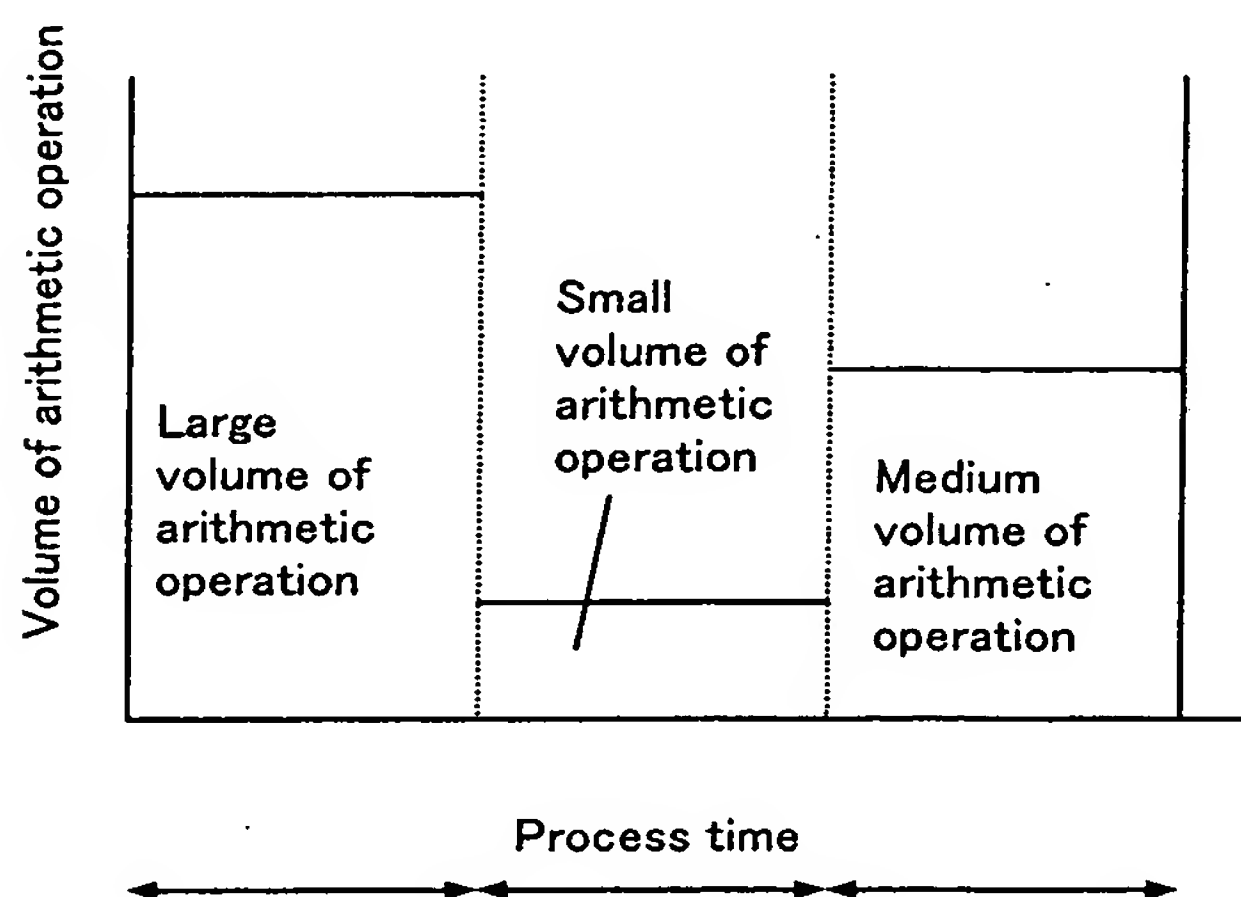 Volume of arithmetic operation
Large
volume of
arithmetic
operation
Small
volume of
arithmetic
operation
Medium
volume of
arithmetic
operation
Process time